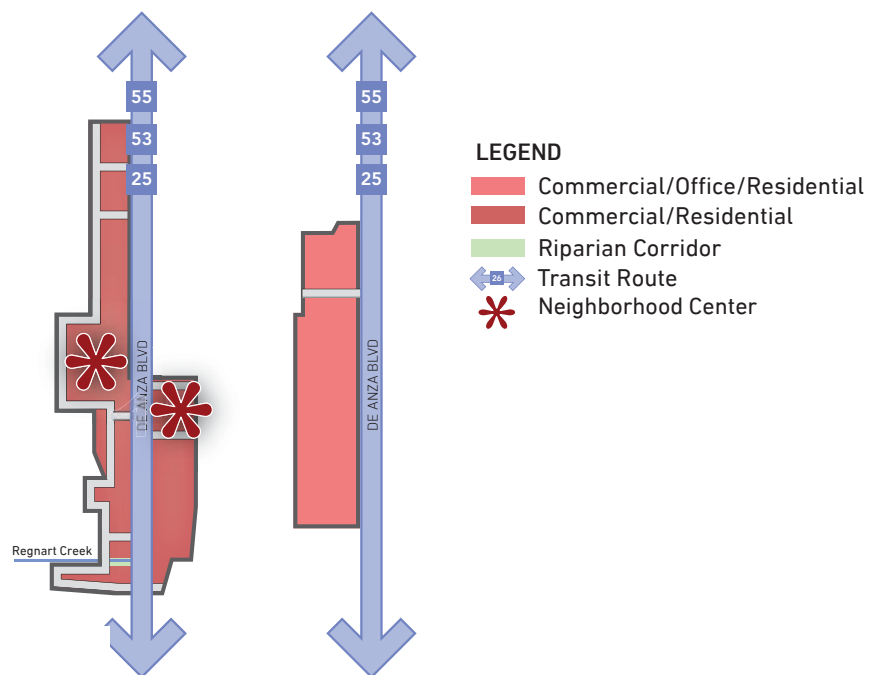 55
53
25
DE ANZA BLVD
Regnart Creek
55
53
25
DE ANZA BLVD
LEGEND
Commercial/Office/Residential
Commercial/Residential
Riparian Corridor
26
Transit Route
Neighborhood Center